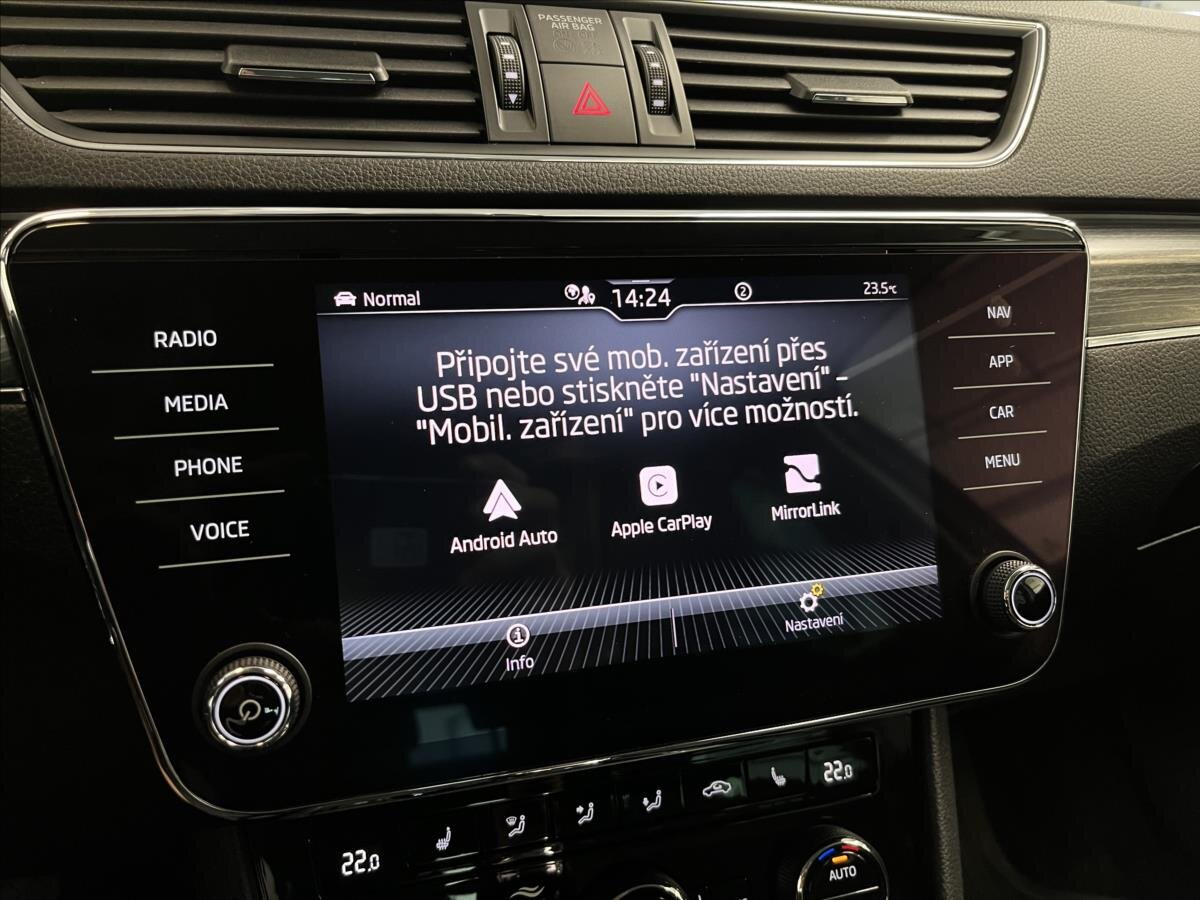 PASSENGER
AIR BAG
Normal
14:24
2
23.5°C
RADIO
MEDIA
PHONE
VOICE
Připojte své mob. zařízení přes
USB nebo stiskněte "Nastavení" –
"Mobil. zařízení" pro více možností.
Android Auto
Apple CarPlay
MirrorLink
Info
Nastavení
NAV
APP
CAR
MENU
22.0
22.0
AUTO